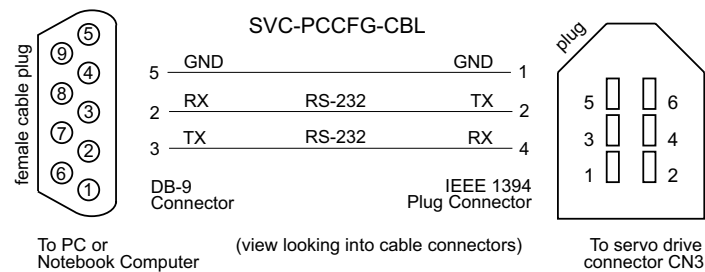 SVC-PCCFG-CBL
female cable plug
5
9
4
8
3
7
2
6
1
5 GND GND 1
2 RX RS-232 TX 2
3 TX RS-232 RX 4
DB-9
Connector
IEEE 1394
Plug Connector
plug
5 6
3 4
1 2
To PC or
Notebook Computer
(view looking into cable connectors)
To servo drive
connector CN3